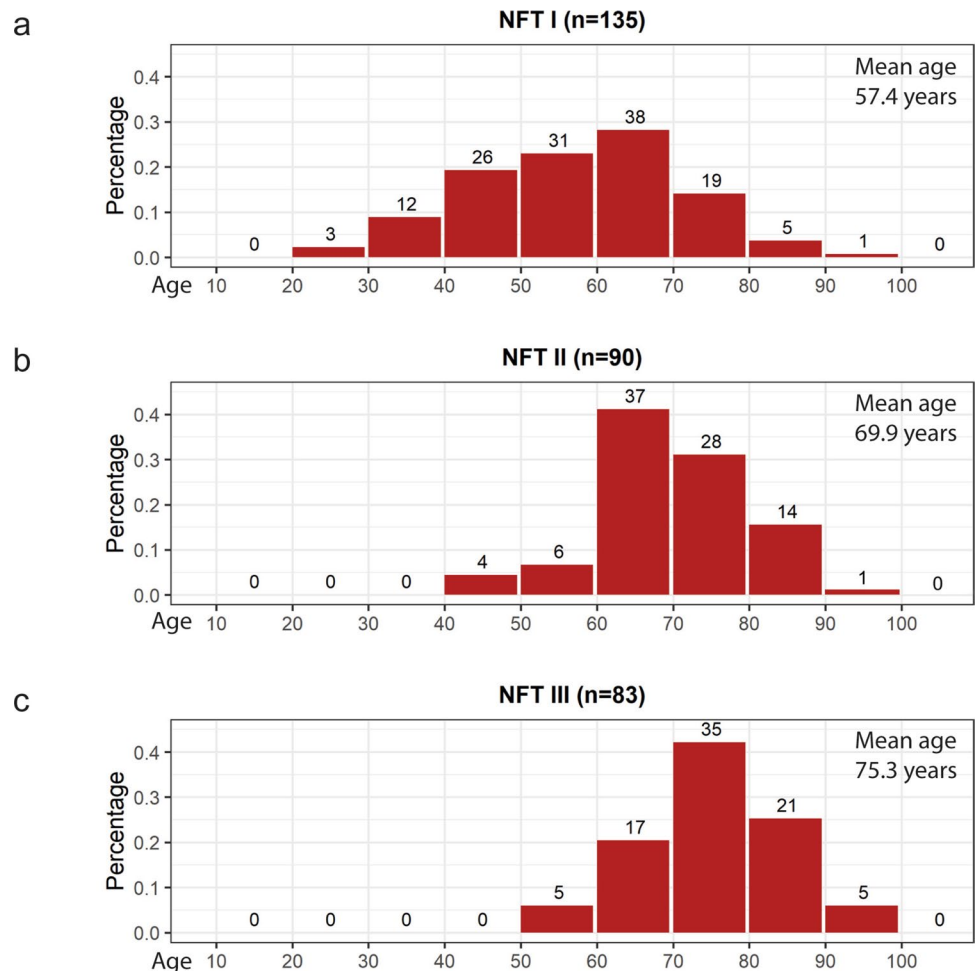 a
NFT I (n=135)
Mean age
57.4 years
Percentage
0.4
0.3
0.2
0.1
0.0
0 3 12 26 31 38 19 5 1 0
Age 10 20 30 40 50 60 70 80 90 100
b
NFT II (n=90)
Mean age
69.9 years
Percentage
0.4
0.3
0.2
0.1
0.0
0 0 0 4 6 37 28 14 1 0
Age 10 20 30 40 50 60 70 80 90 100
c
NFT III (n=83)
Mean age
75.3 years
Percentage
0.4
0.3
0.2
0.1
0.0
0 0 0 0 5 17 35 21 5 0
Age 10 20 30 40 50 60 70 80 90 100